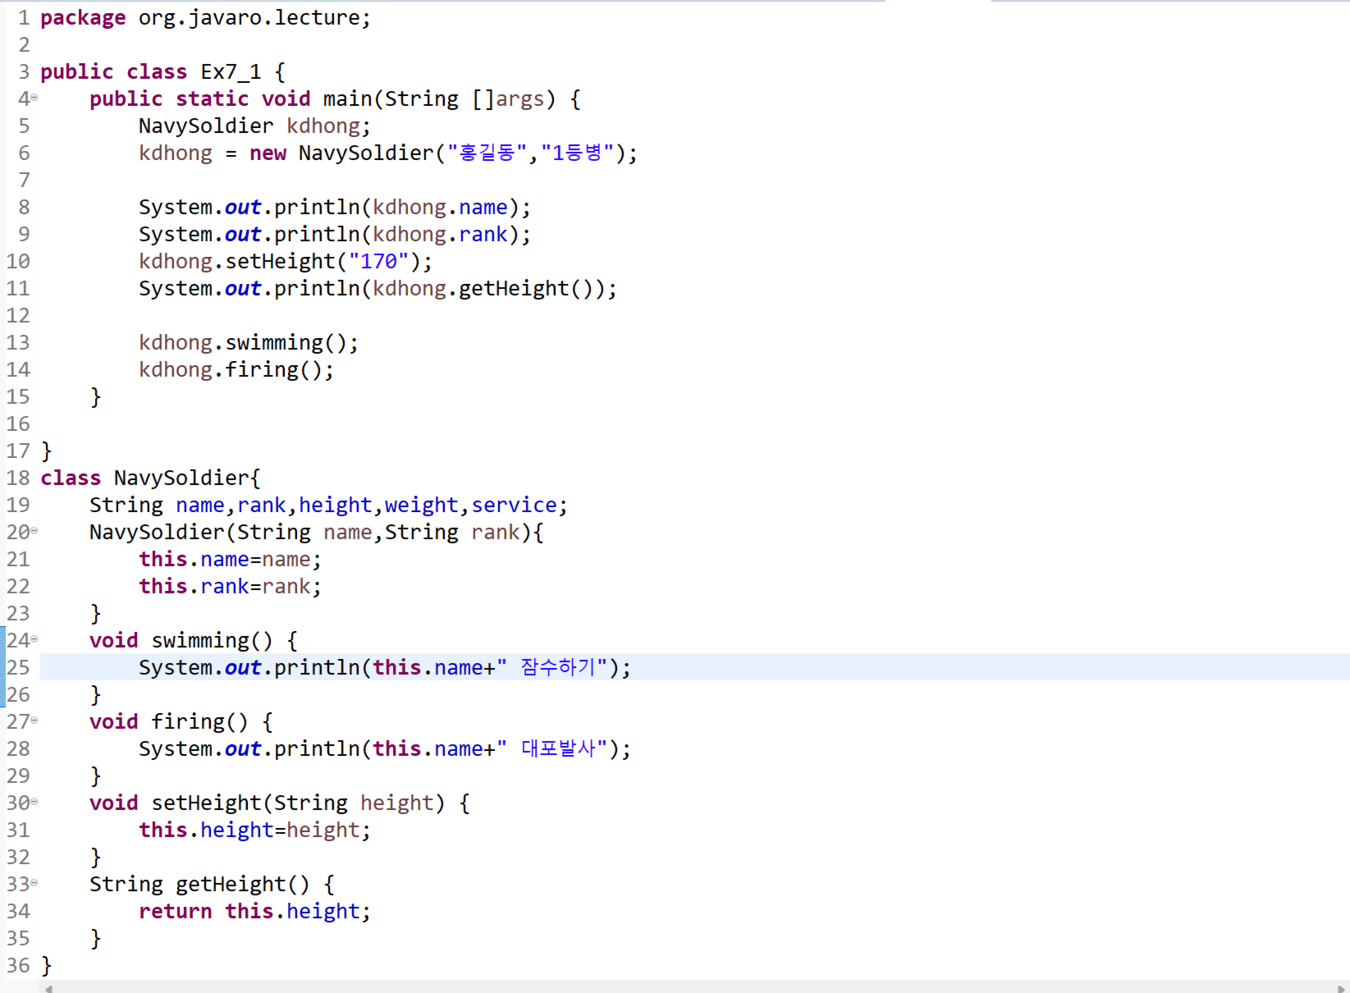 1 package org.javaro.lecture;
2
3 public class Ex7_1 {
4     public static void main(String []args) {
5         NavySoldier kdhong;
6         kdhong = new NavySoldier("홍길동","1등병");
7
8         System.out.println(kdhong.name);
9         System.out.println(kdhong.rank);
10         kdhong.setHeight("170");
11         System.out.println(kdhong.getHeight());
12
13         kdhong.swimming();
14         kdhong.firing();
15     }
16
17 }
18 class NavySoldier{
19     String name,rank,height,weight,service;
20     NavySoldier(String name,String rank){
21         this.name=name;
22         this.rank=rank;
23     }
24     void swimming() {
25         System.out.println(this.name+" 잠수하기");
26     }
27     void firing() {
28         System.out.println(this.name+" 대포발사");
29     }
30     void setHeight(String height) {
31         this.height=height;
32     }
33     String getHeight() {
34         return this.height;
35     }
36 }